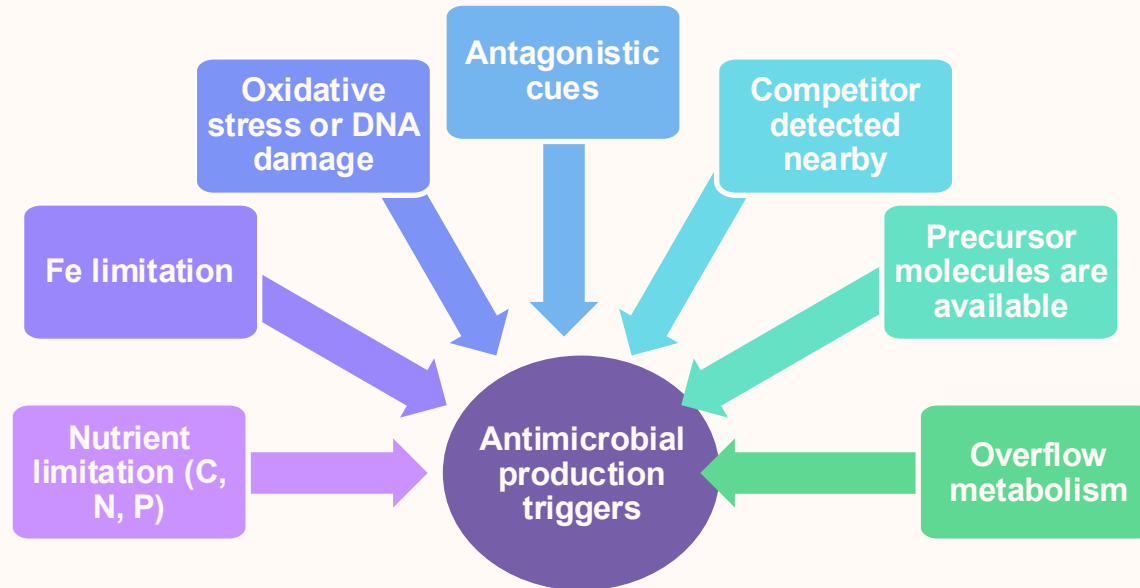 Antagonistic
cues
Oxidative
stress or DNA
damage
Competitor
detected
nearby
Fe limitation
Precursor
molecules are
available
Nutrient
limitation (C,
N, P)
Antimicrobial
production
triggers
Overflow
metabolism